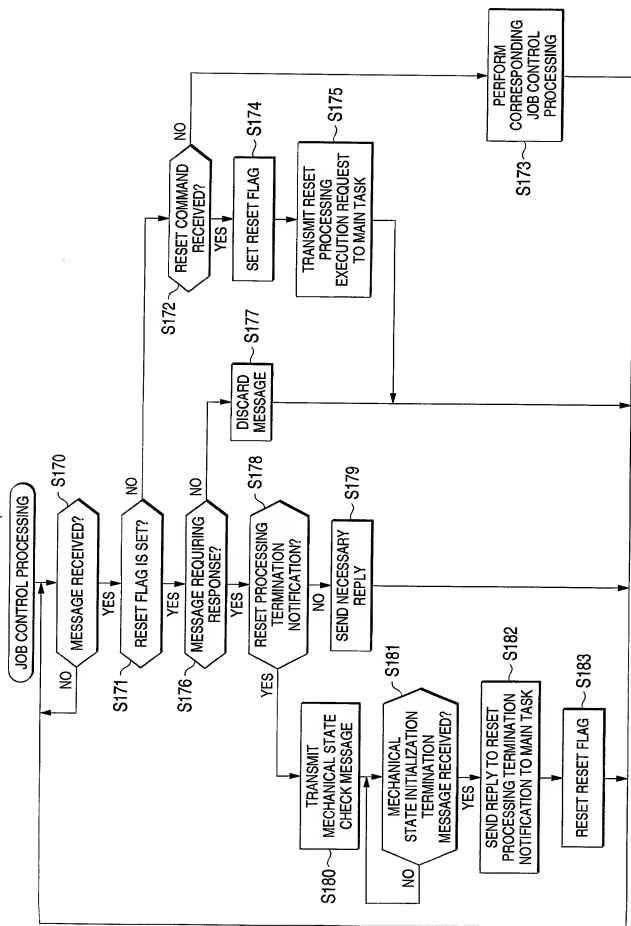 JOB CONTROL PROCESSING
S170
MESSAGE RECEIVED?
NO
YES
S171
RESET FLAG IS SET?
NO
YES
S172
RESET COMMAND
RECEIVED?
NO
YES
S174
SET RESET FLAG
S175
TRANSMIT RESET
PROCESSING
EXECUTION REQUEST
TO MAIN TASK
S173
PERFORM
CORRESPONDING
JOB CONTROL
PROCESSING
S176
MESSAGE REQUIRING
RESPONSE?
NO
YES
S177
DISCARD
MESSAGE
S178
RESET PROCESSING
TERMINATION
NOTIFICATION?
YES
NO
S179
SEND NECESSARY
REPLY
S180
TRANSMIT
MECHANICAL STATE
CHECK MESSAGE
S181
MECHANICAL
STATE INITIALIZATION
TERMINATION
MESSAGE RECEIVED?
NO
YES
S182
SEND REPLY TO RESET
PROCESSING TERMINATION
NOTIFICATION TO MAIN TASK
S183
RESET RESET FLAG